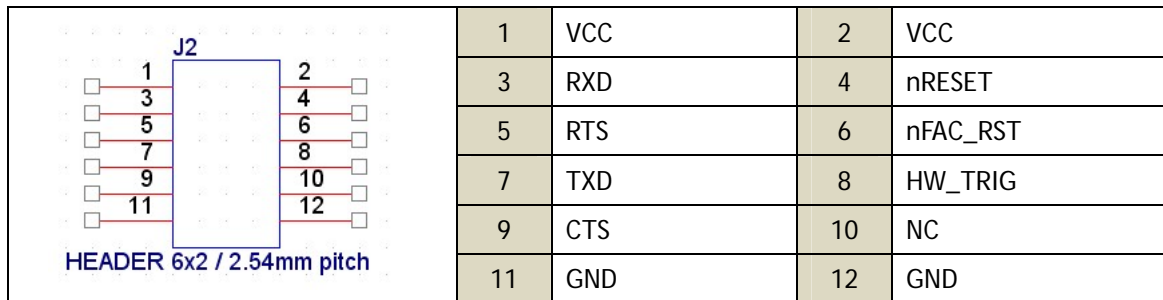 J2
1 2
3 4
5 6
7 8
9 10
11 12
HEADER 6x2 / 2.54mm pitch
1 VCC 2 VCC
3 RXD 4 nRESET
5 RTS 6 nFAC_RST
7 TXD 8 HW_TRIG
9 CTS 10 NC
11 GND 12 GND